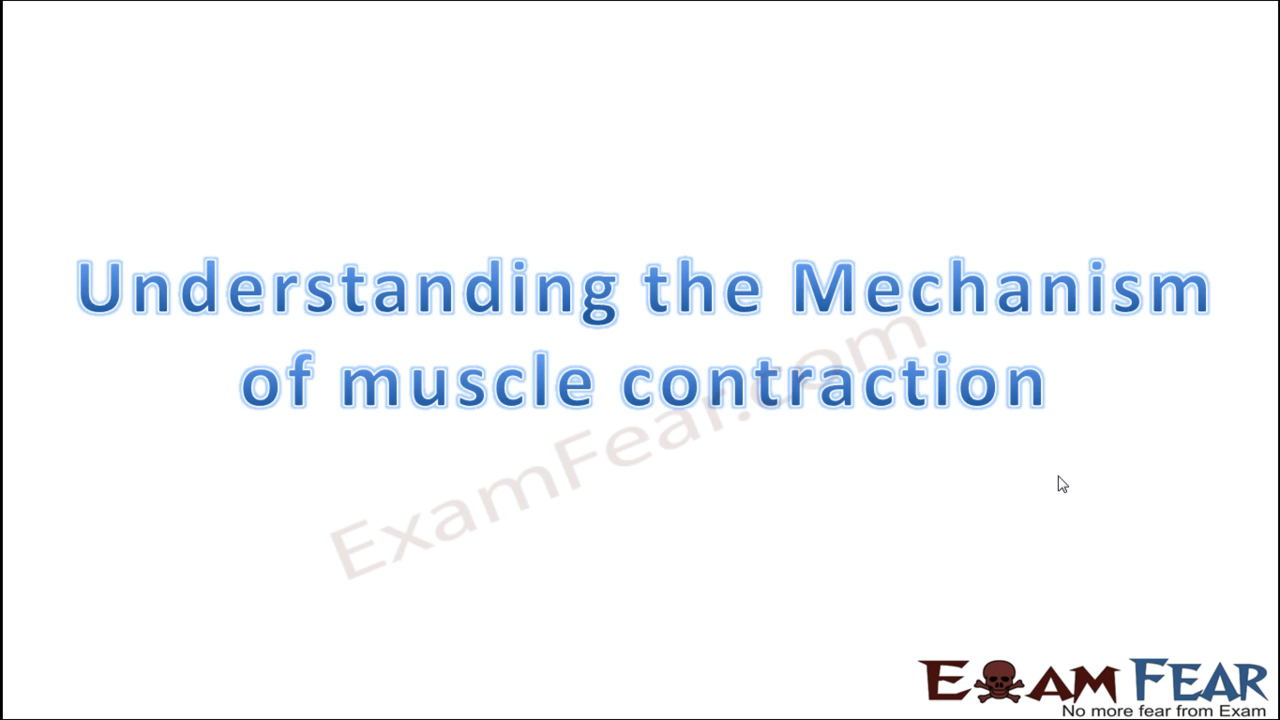 Understanding the Mechanism
of muscle contraction
ExamFear.com
EXAM FEAR
No more fear from Exam